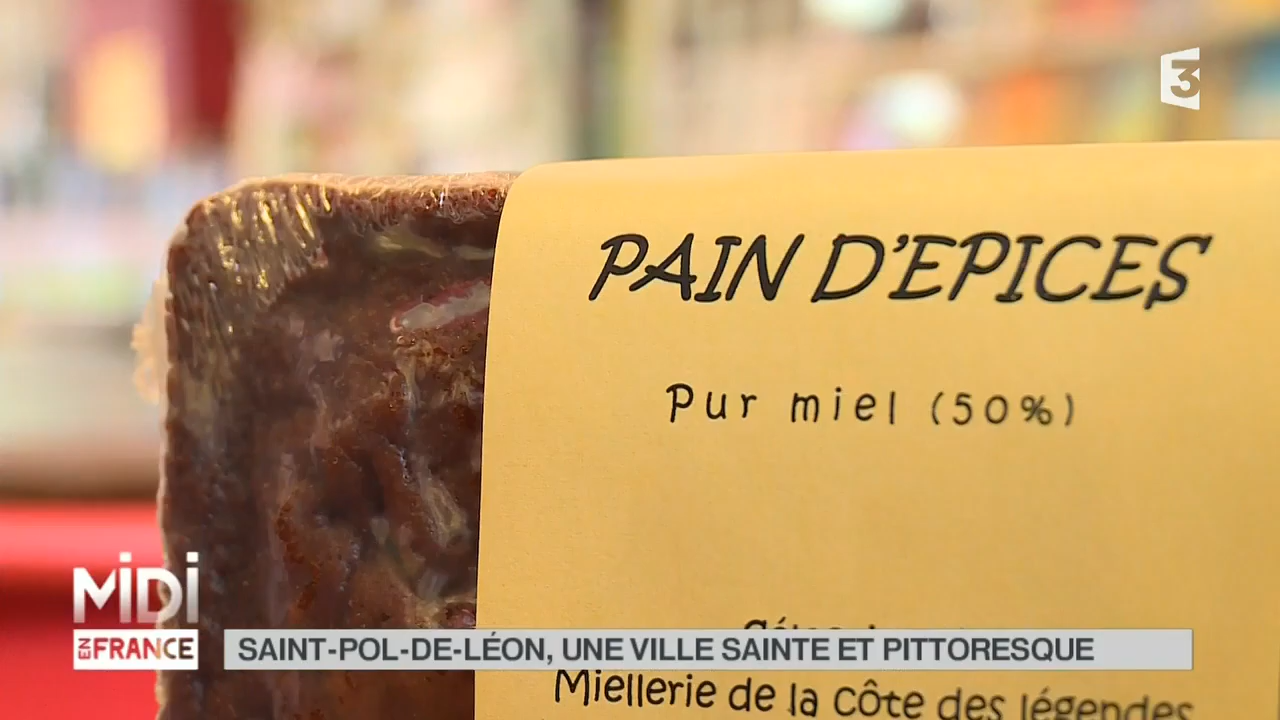 3
PAIN D'EPICES
Pur miel (50%)
MiDi
EN FRANCE
SAINT-POL-DE-LÉON, UNE VILLE SAINTE ET PITTORESQUE
Miellerie de la côte des légendes